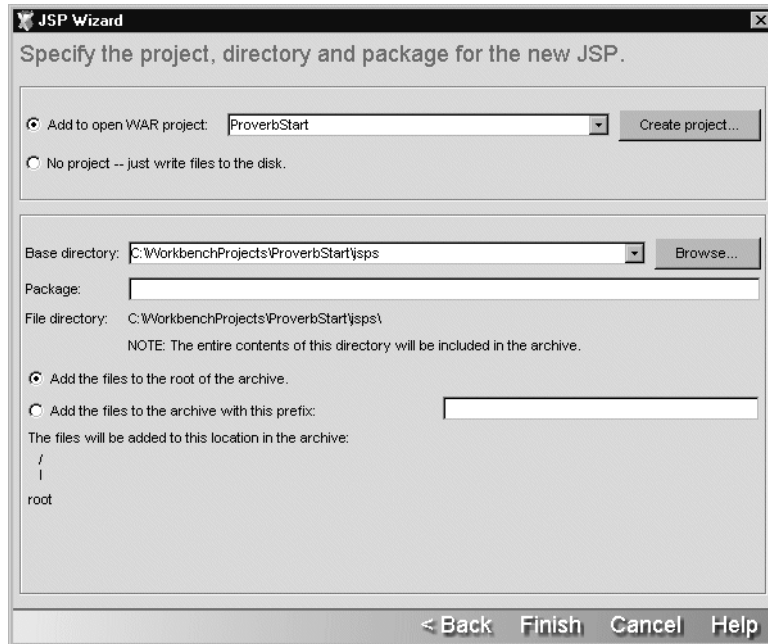 JSP Wizard
Specify the project, directory and package for the new JSP.
Add to open WAR project: ProverbStart Create project...
No project -- just write files to the disk.
Base directory: C:\WorkbenchProjects\ProverbStart\jsps Browse...
Package:
File directory: C:\WorkbenchProjects\ProverbStart\jsps\
NOTE: The entire contents of this directory will be included in the archive.
Add the files to the root of the archive.
Add the files to the archive with this prefix:
The files will be added to this location in the archive:
/
|
root
< Back Finish Cancel Help